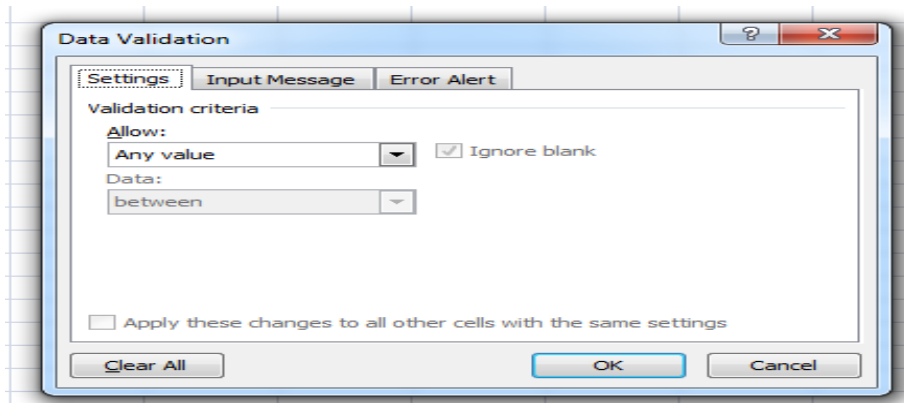 Data Validation
Settings Input Message Error Alert
Validation criteria
Allow:
Any value Ignore blank
Data:
between
Apply these changes to all other cells with the same settings
Clear All OK Cancel